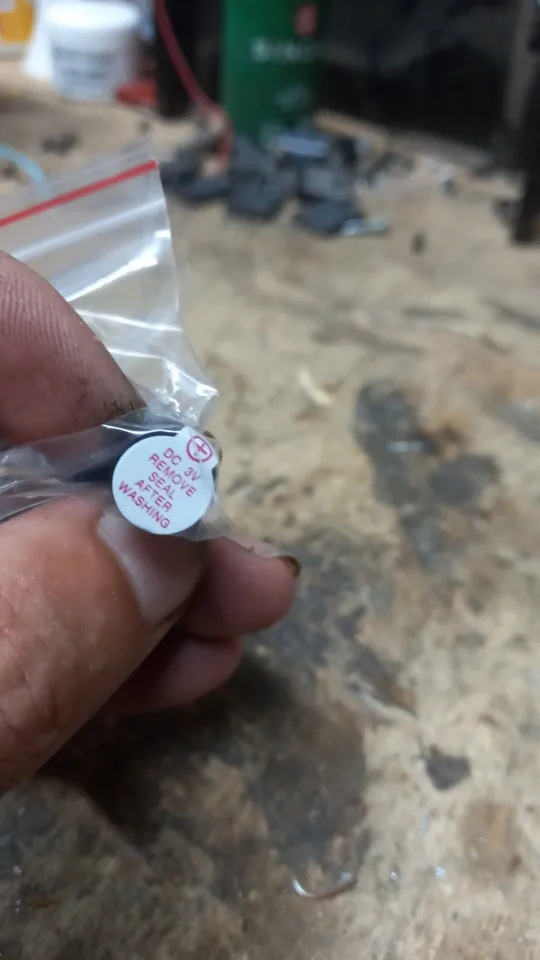 DC 3V
REMOVE
SEAL
AFTER
WASHING